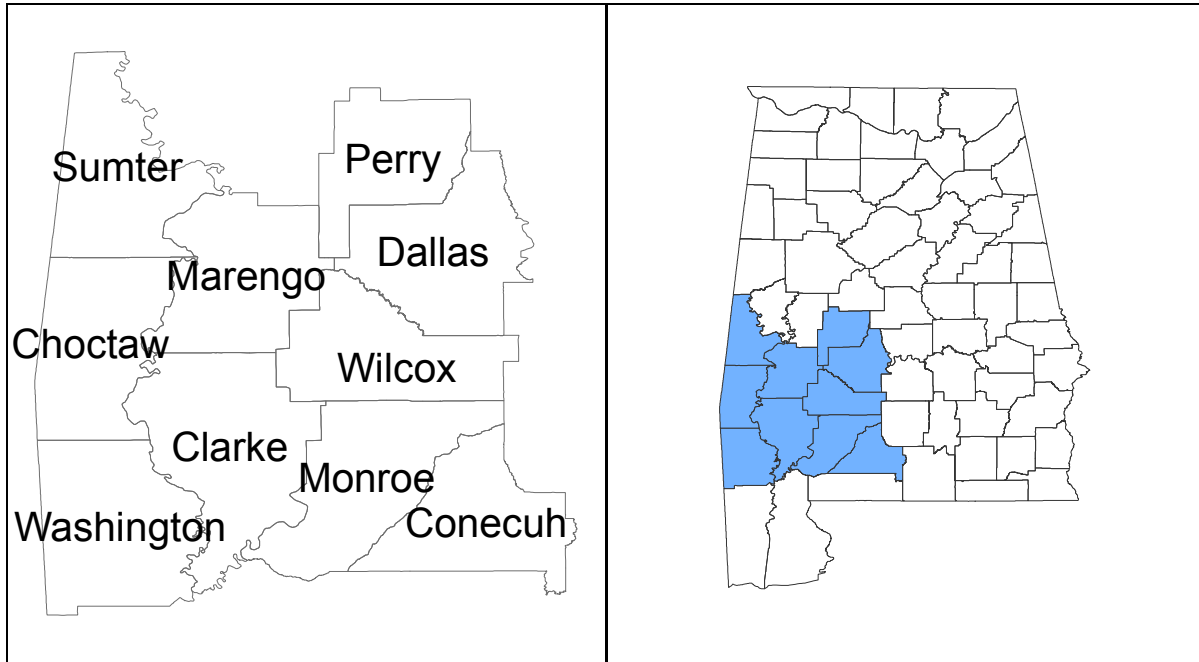 Perry
Sumter
Dallas
Marengo
Choctaw
Wilcox
Clarke
Monroe
Conecuh
Washington